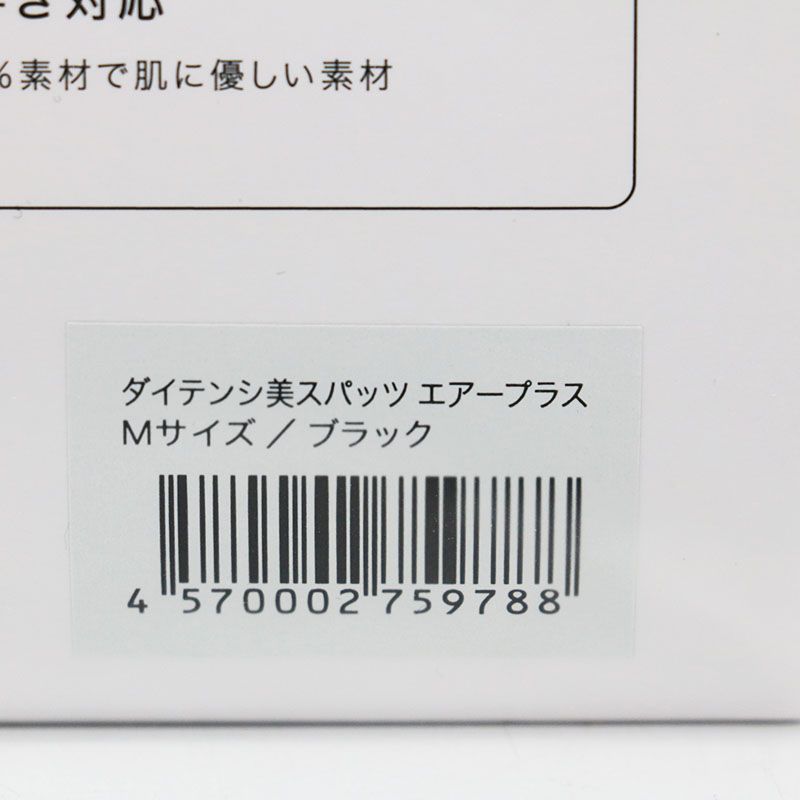 き対応
%素材で肌に優しい素材
ダイテンシ美スパッツ エアープラス
Mサイズ / ブラック
4 570002 759788